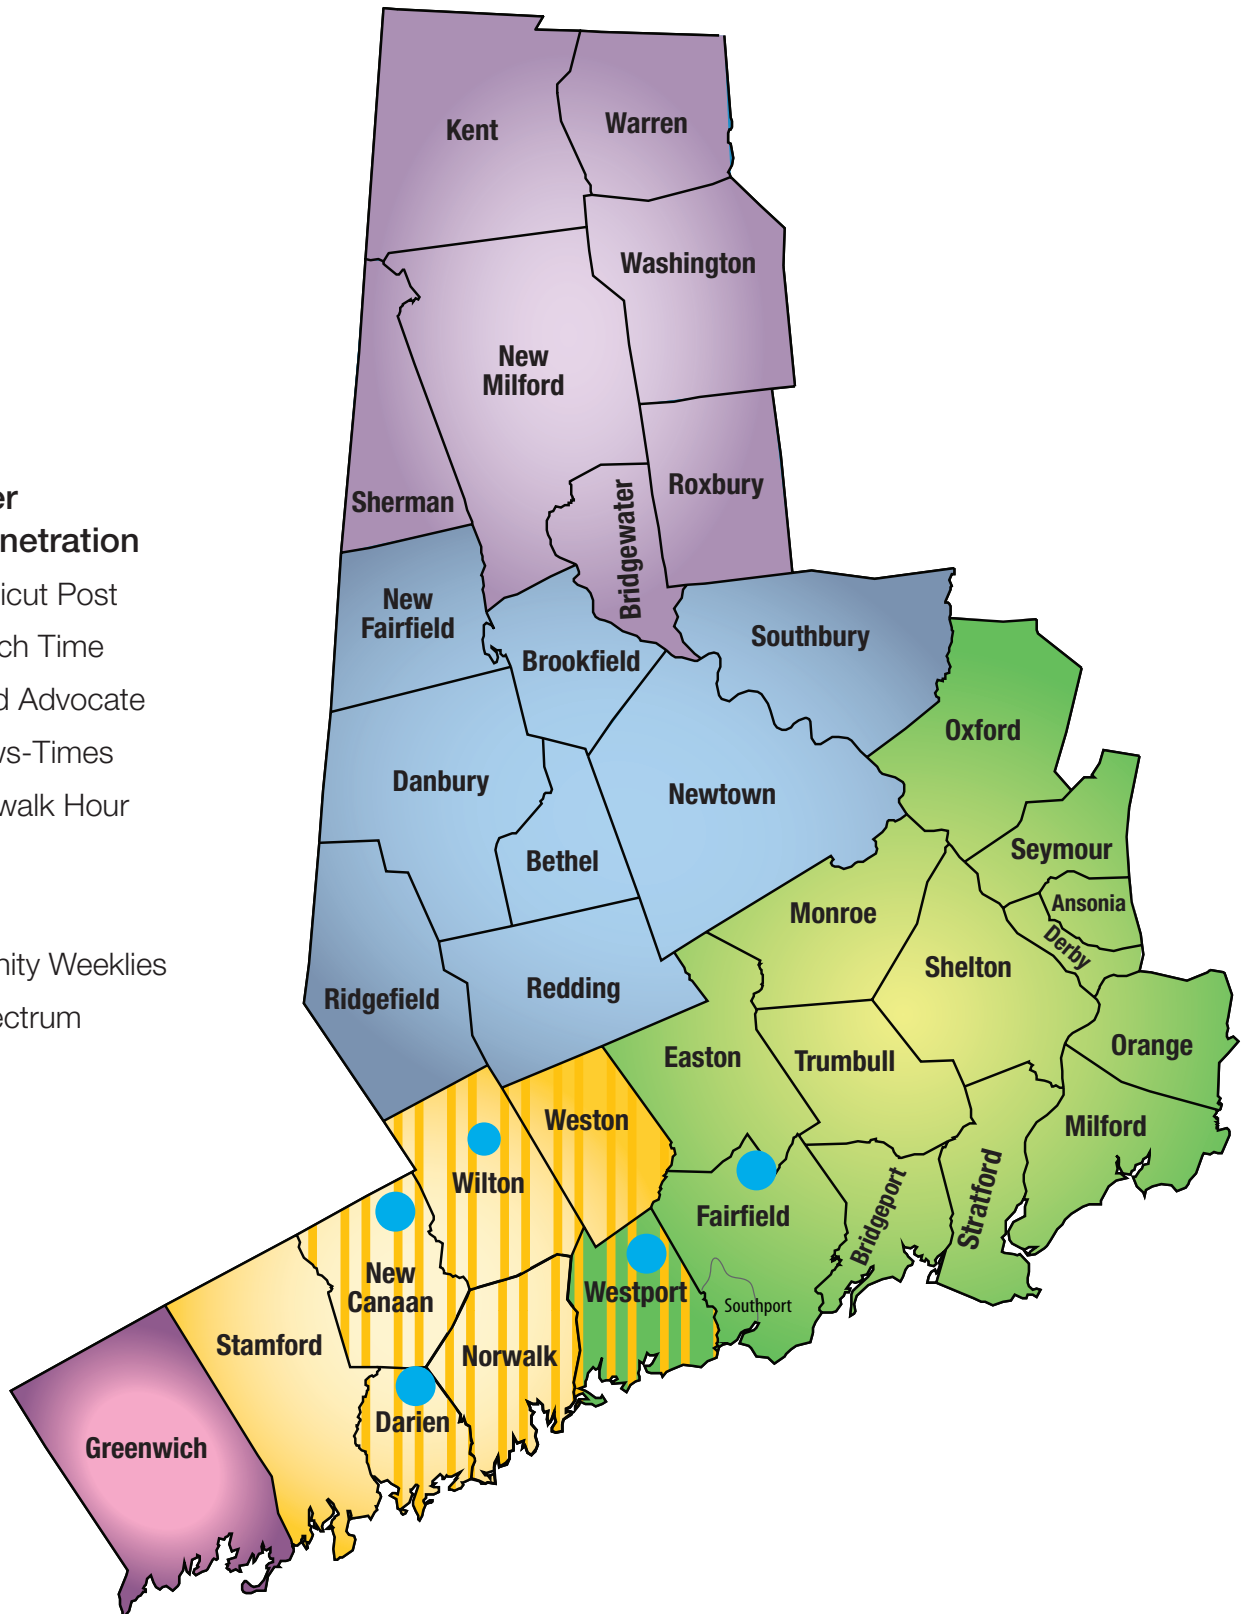 Kent
Warren
Washington
New
Milford
Sherman
Bridgewater
Roxbury
er
netration
icut Post
ch Time
d Advocate
vs-Times
walk Hour
nity Weeklies
ectrum
New
Fairfield
Brookfield
Southbury
Oxford
Danbury
Newtown
Bethel
Seymour
Ansonia
Derby
Monroe
Shelton
Ridgefield
Redding
Easton
Trumbull
Orange
Milford
Weston
Wilton
Fairfield
Bridgeport
Stratford
New
Canaan
Westport
Southport
Stamford
Norwalk
Darien
Greenwich